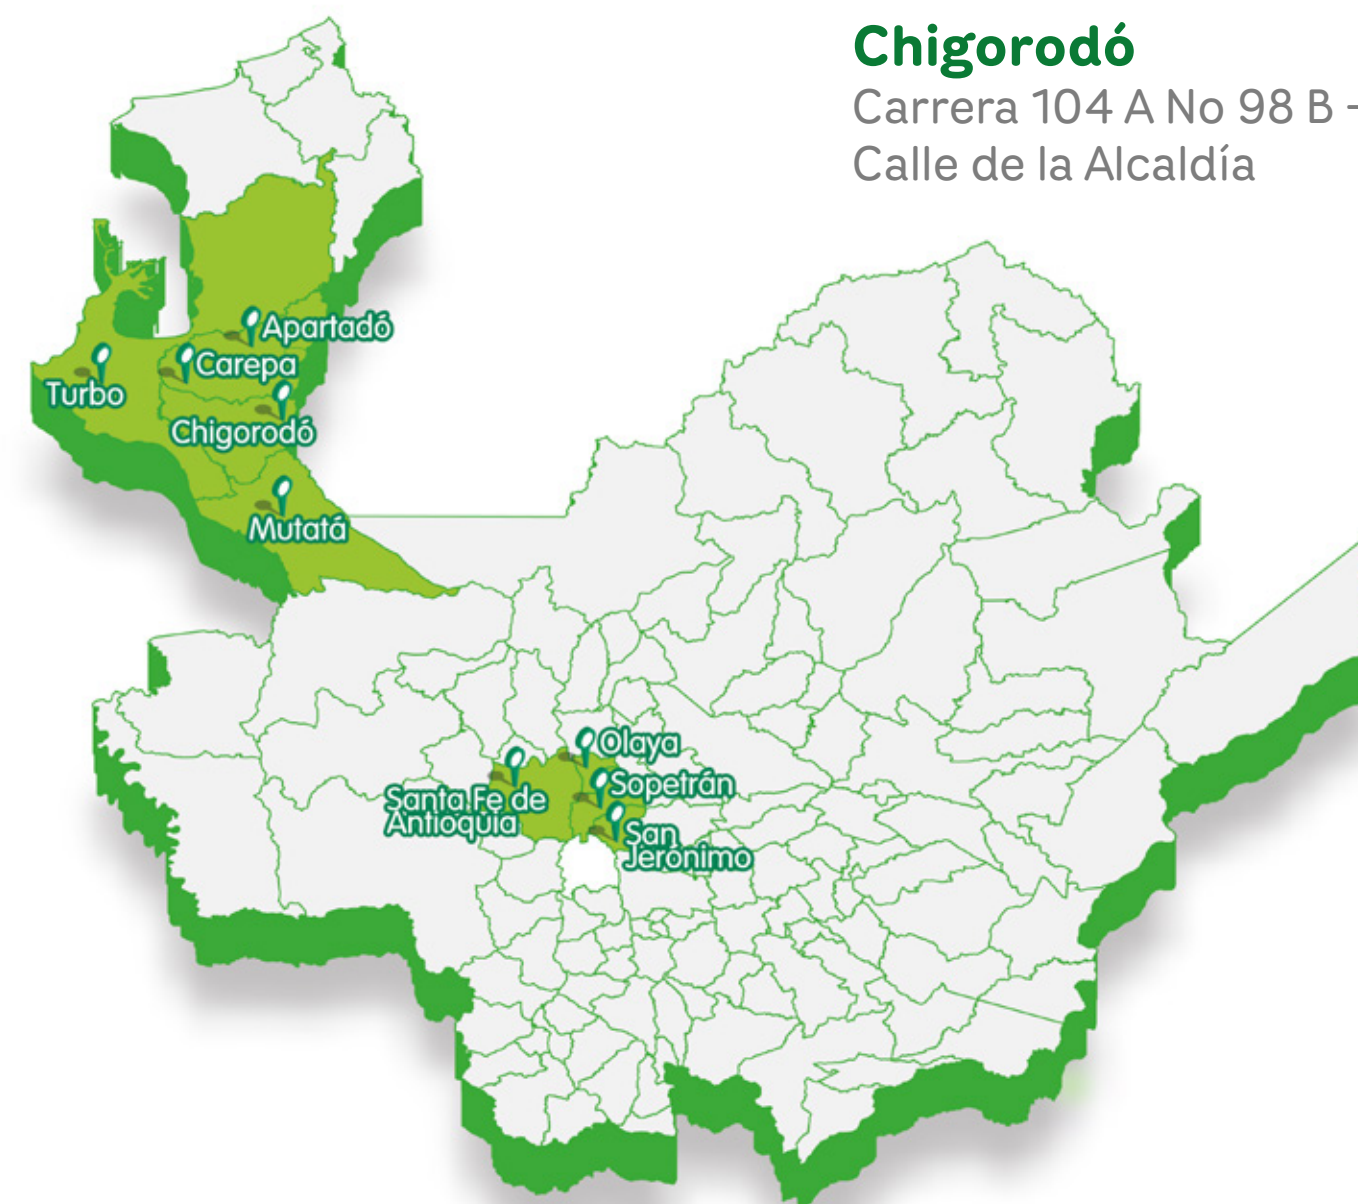 Chigorodó
Carrera 104 A No 98 B -
Calle de la Alcaldía
Apartadó
Carepa
Turbo
Chigorodó
Mutatá
Olaya
Santa Fe de
Antioquia
Sopetrán
San
Jerónimo